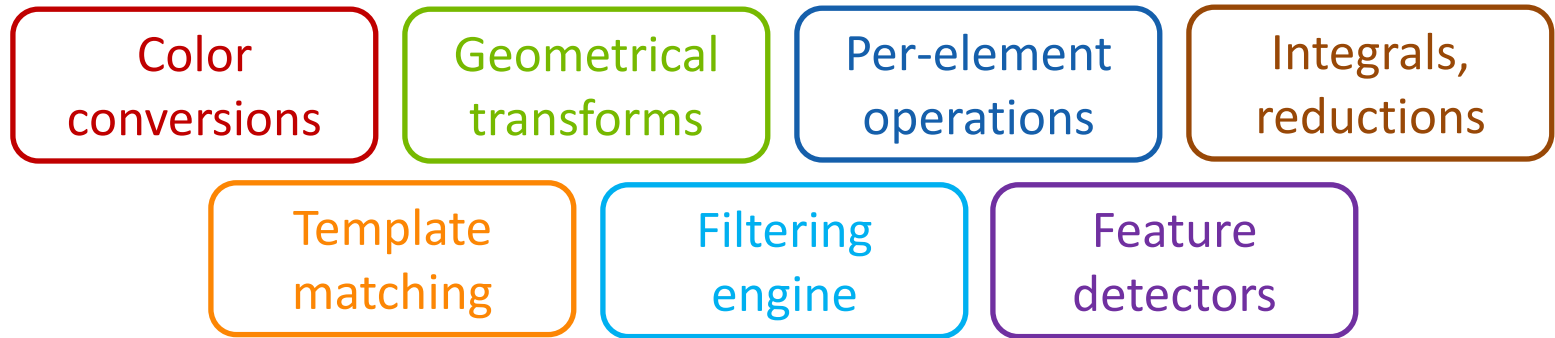 Color
conversions
Geometrical
transforms
Per-element
operations
Integrals,
reductions
Template
matching
Filtering
engine
Feature
detectors